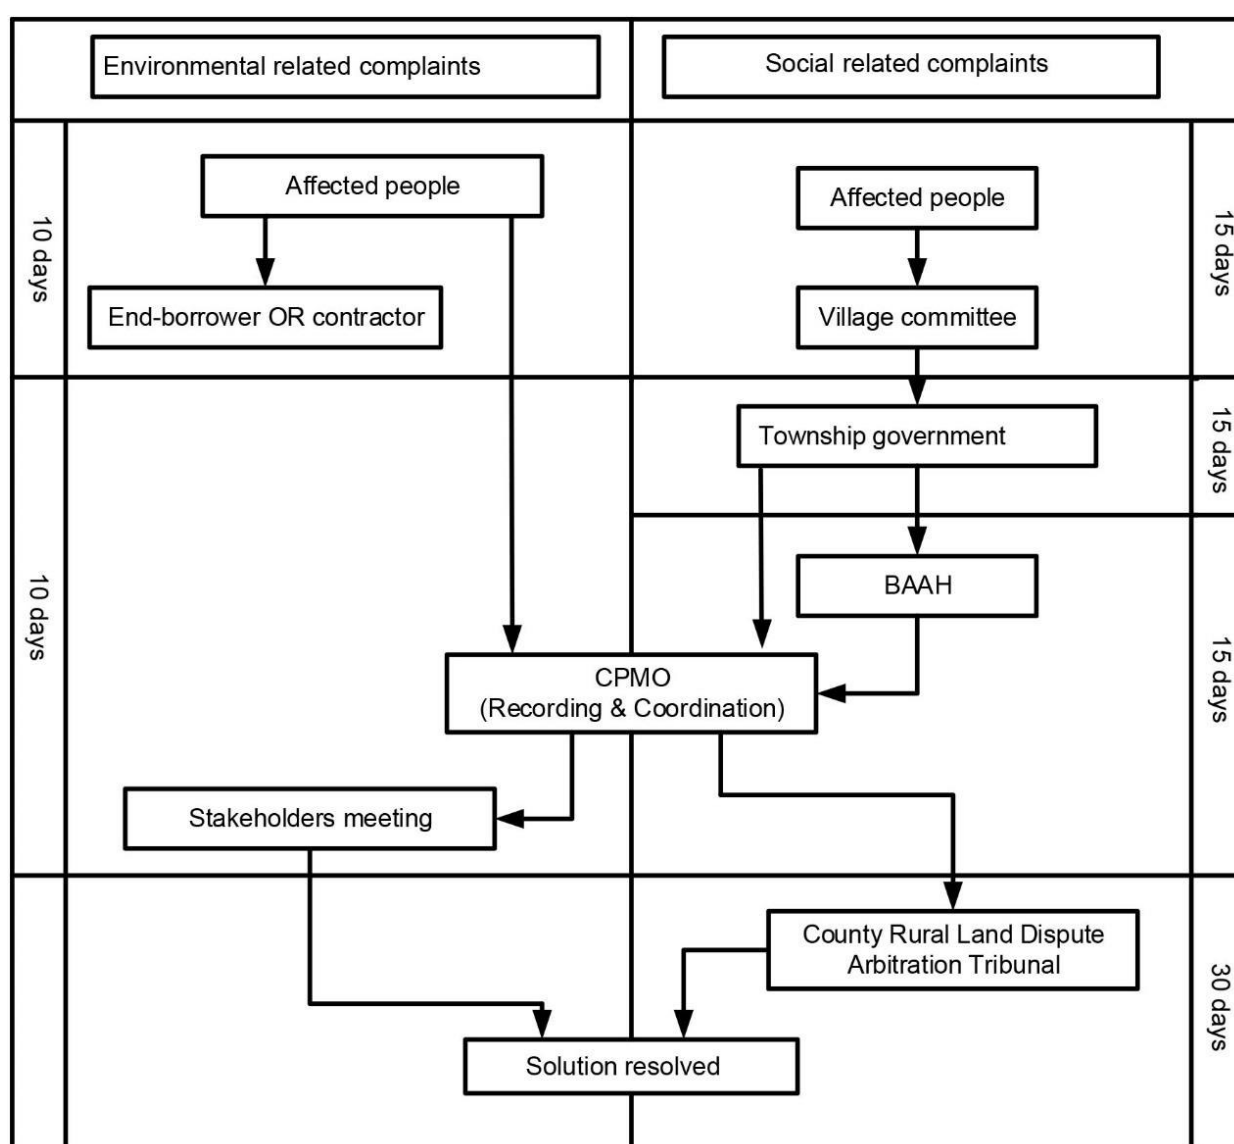 Environmental related complaints
Social related complaints
10 days
Affected people
Affected people
15 days
End-borrower OR contractor
Village committee
Township government
15 days
10 days
BAAH
15 days
CPMO
(Recording & Coordination)
Stakeholders meeting
County Rural Land Dispute
Arbitration Tribunal
30 days
Solution resolved